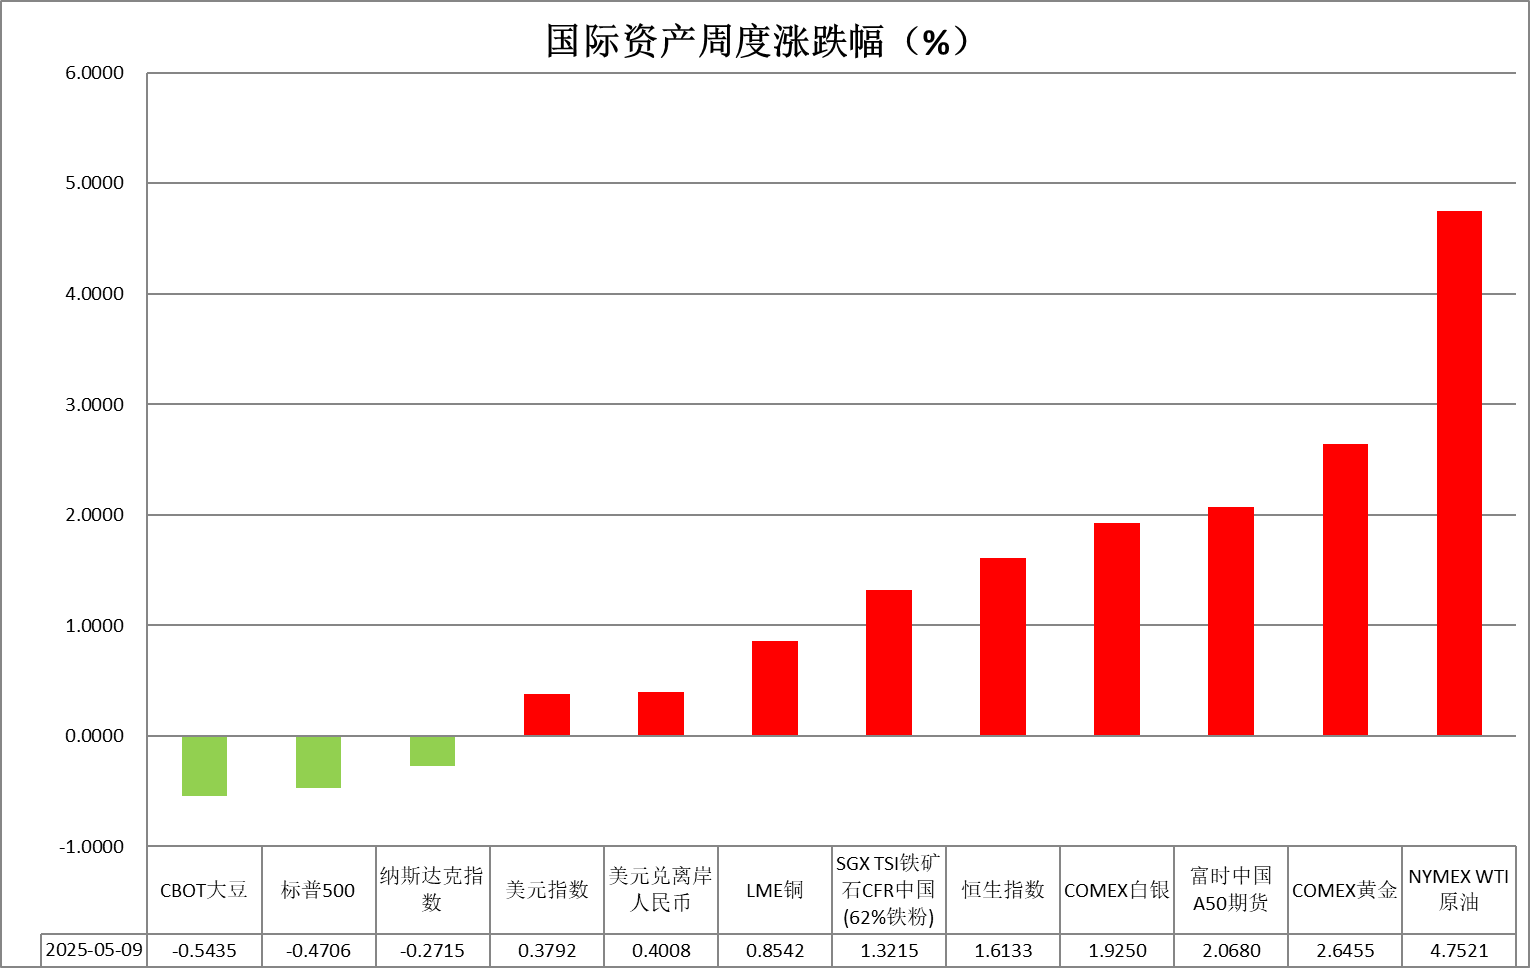 国际资产周度涨跌幅（%）
6.0000
5.0000
4.0000
3.0000
2.0000
1.0000
0.0000
-1.0000
CBOT大豆
标普500
纳斯达克指
数
美元指数
美元兑离岸
人民币
LME铜
SGX TSI铁矿
石CFR中国
(62%铁粉)
恒生指数
COMEX白银
富时中国
A50期货
COMEX黄金
NYMEX WTI
原油
2025-05-09 -0.5435 -0.4706 -0.2715 0.3792 0.4008 0.8542 1.3215 1.6133 1.9250 2.0680 2.6455 4.7521